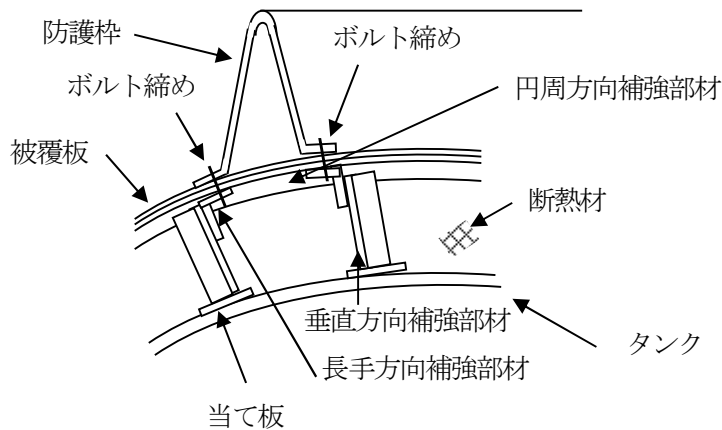 防護枠
ボルト締め
ボルト締め
円周方向補強部材
被覆板
断熱材
垂直方向補強部材
タンク
長手方向補強部材
当て板